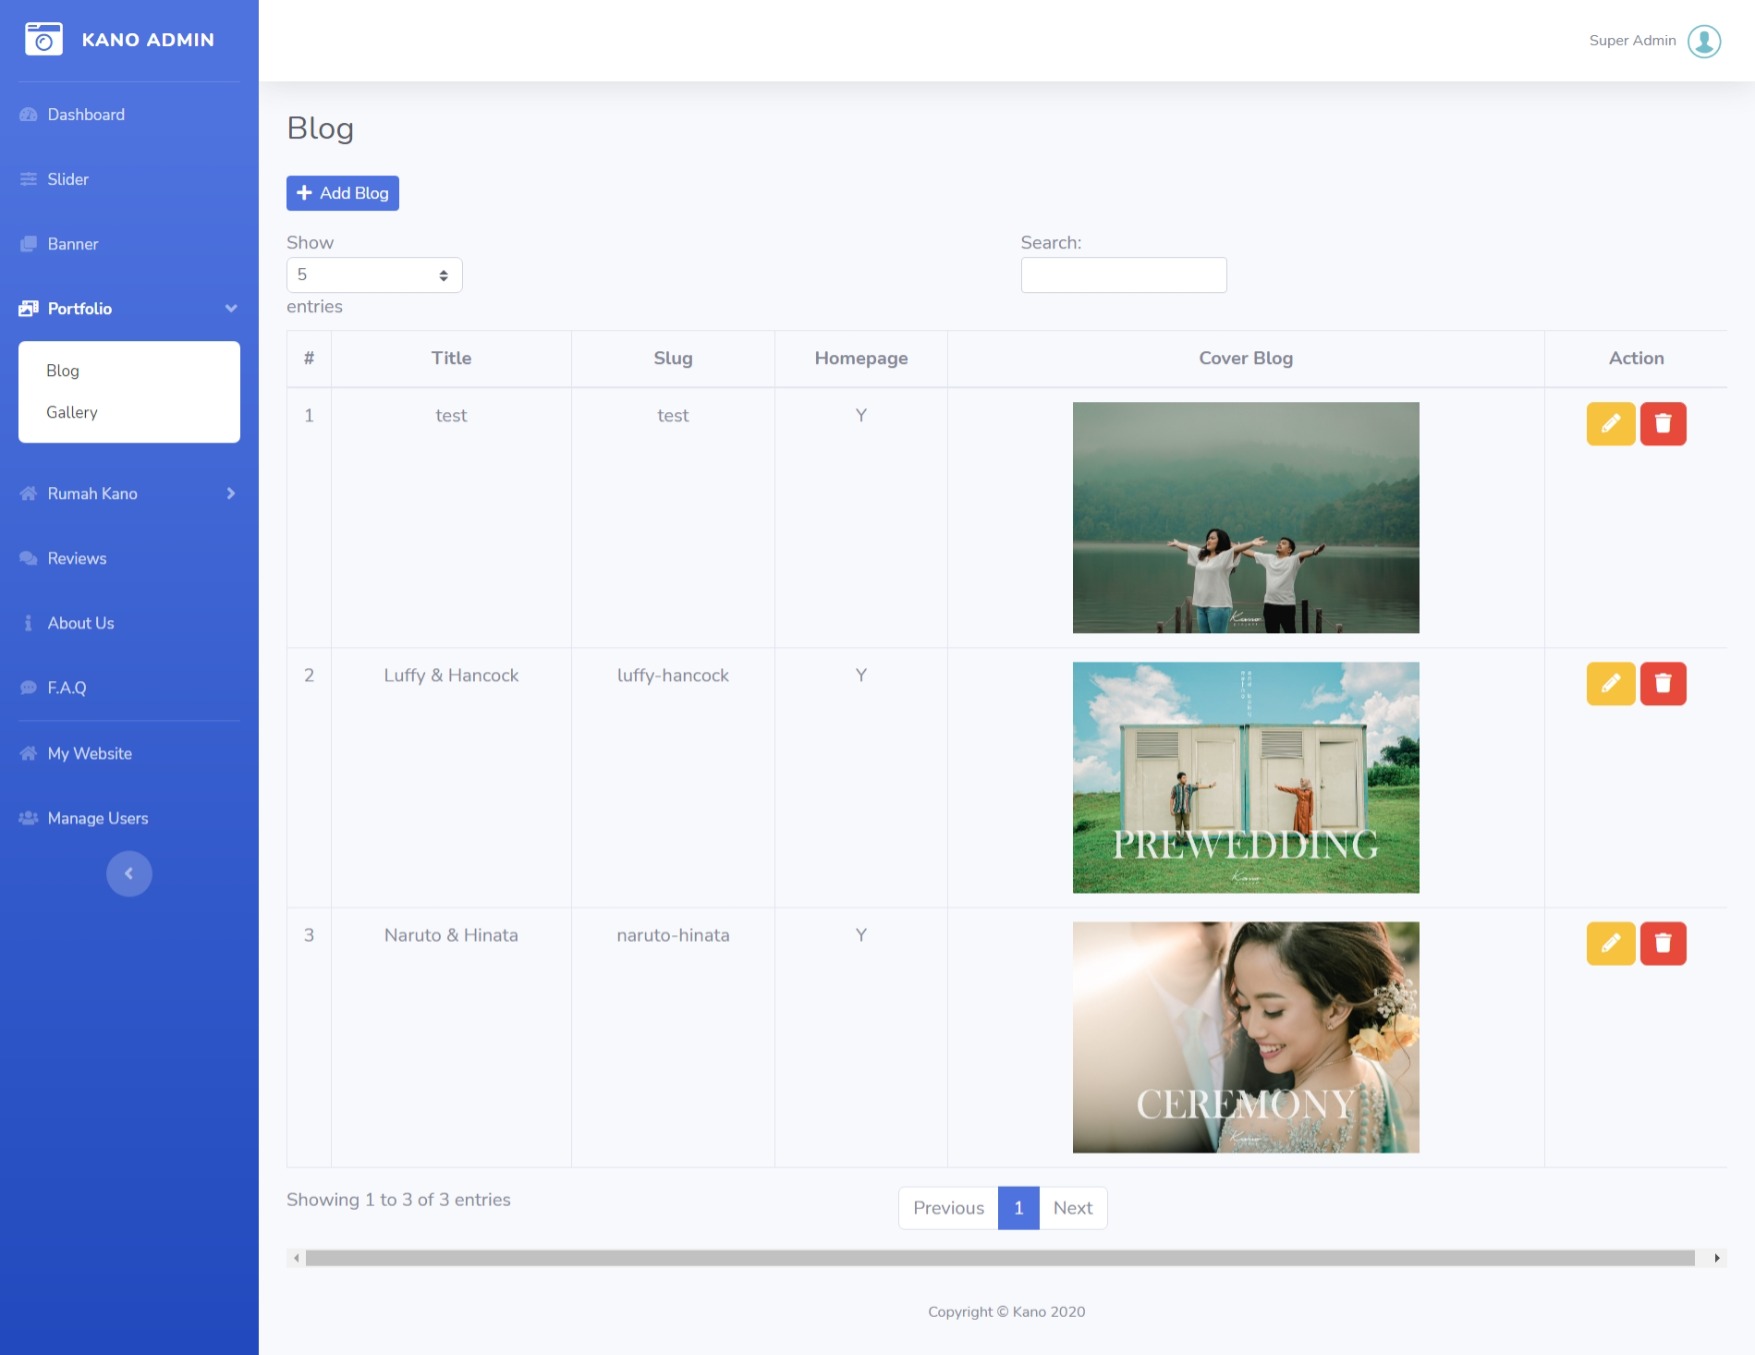 KANO ADMIN
Super Admin
Dashboard
Slider
Banner
Portfolio
Blog
Gallery
Rumah Kano
Reviews
About Us
F.A.Q
My Website
Manage Users
Blog
Add Blog
Show
5
entries
Search:
# Title Slug Homepage Cover Blog Action
1 test test Y
Kano
2 Luffy & Hancock luffy-hancock Y
PREWEDDING
Kano
3 Naruto & Hinata naruto-hinata Y
CEREMONY
Kano
Showing 1 to 3 of 3 entries
Previous 1 Next
Copyright © Kano 2020